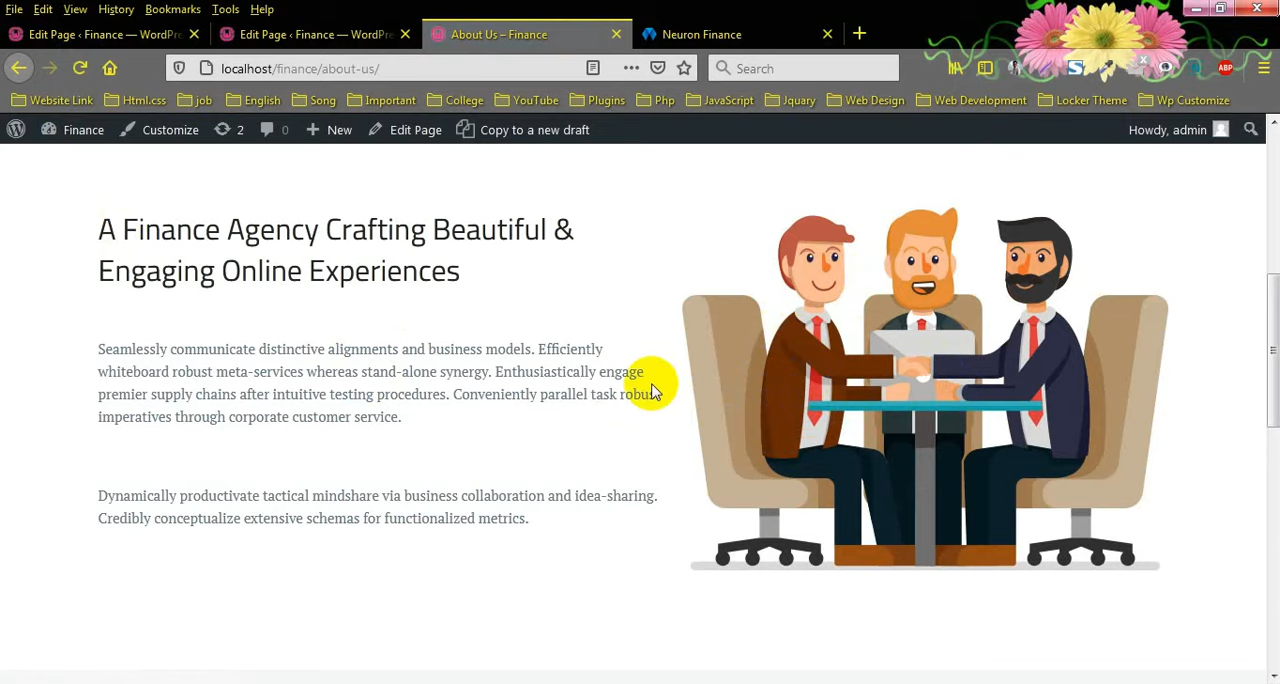 File Edit View History Bookmarks Tools Help
Edit Page ‹ Finance — WordPre
Edit Page ‹ Finance — WordPre
About Us – Finance
Neuron Finance
localhost/finance/about-us/
Search
ABP
Website Link Html.css job English Song Important College YouTube Plugins Php JavaScript Jquary Web Design Web Development Locker Theme Wp Customize
Finance Customize 2 0 New Edit Page Copy to a new draft Howdy, admin
A Finance Agency Crafting Beautiful &
Engaging Online Experiences
Seamlessly communicate distinctive alignments and business models. Efficiently
whiteboard robust meta-services whereas stand-alone synergy. Enthusiastically engage
premier supply chains after intuitive testing procedures. Conveniently parallel task robust
imperatives through corporate customer service.
Dynamically productivate tactical mindshare via business collaboration and idea-sharing.
Credibly conceptualize extensive schemas for functionalized metrics.